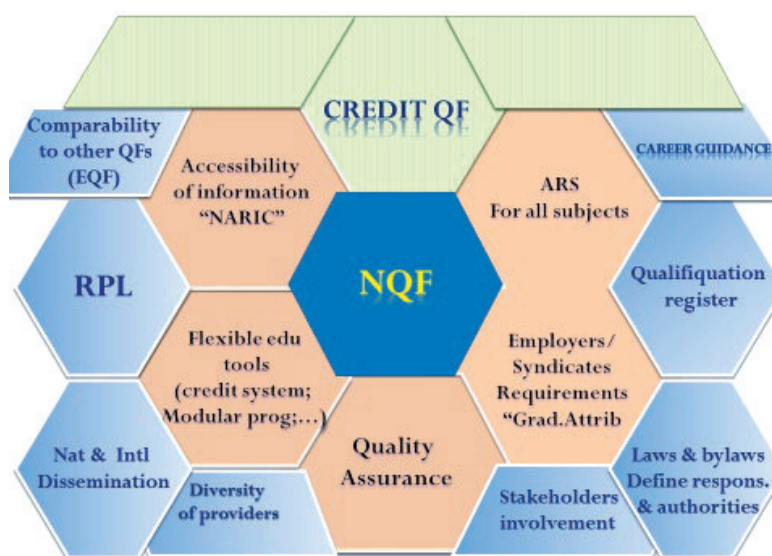 CREDIT QF
Comparability
to other QFs
(EQF)
Accessibility
of information
“NARIC”
ARS
For all subjects
CAREER GUIDANCE
RPL
NQF
Qualifiquation
register
Flexible edu
tools
(credit system;
Modular prog;…)
Employers/
Syndicates
Requirements
“Grad.Attrib
Quality
Assurance
Nat & Intl
Dissemination
Diversity
of providers
Stakeholders
involvement
Laws & bylaws
Define respons.
& authorities